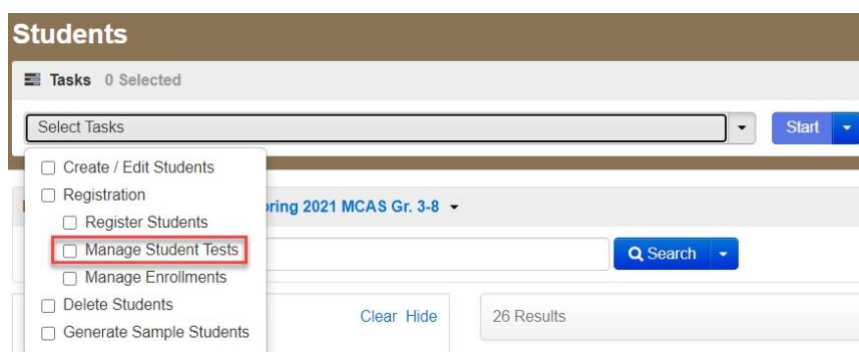 Students
Tasks 0 Selected
Select Tasks
Start
Create / Edit Students
Registration
Register Students
Manage Student Tests
Manage Enrollments
Delete Students
Generate Sample Students
ring 2021 MCAS Gr. 3-8
Search
Clear Hide
26 Results